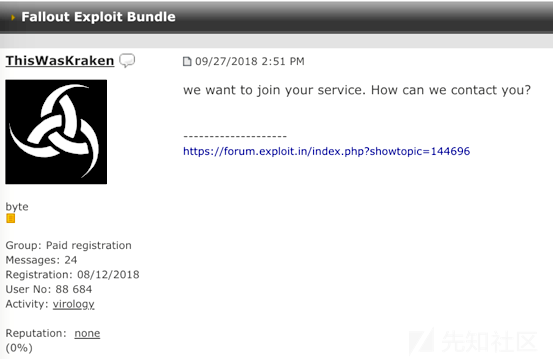 Fallout Exploit Bundle
ThisWasKraken
09/27/2018 2:51 PM
we want to join your service. How can we contact you?
--------------------
https://forum.exploit.in/index.php?showtopic=144696
byte
Group: Paid registration
Messages: 24
Registration: 08/12/2018
User No: 88 684
Activity: virology
Reputation: none
(0%)
先知社区